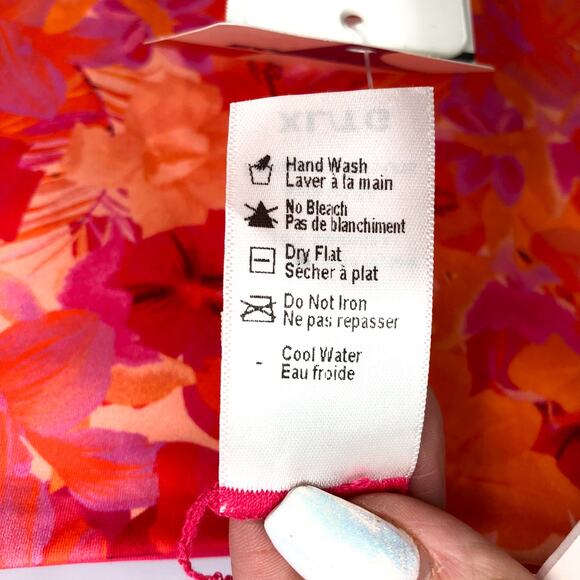 Hand Wash
Laver à la main
No Bleach
Pas de blanchiment
Dry Flat
Sécher à plat
Do Not Iron
Ne pas repasser
- Cool Water
Eau froide